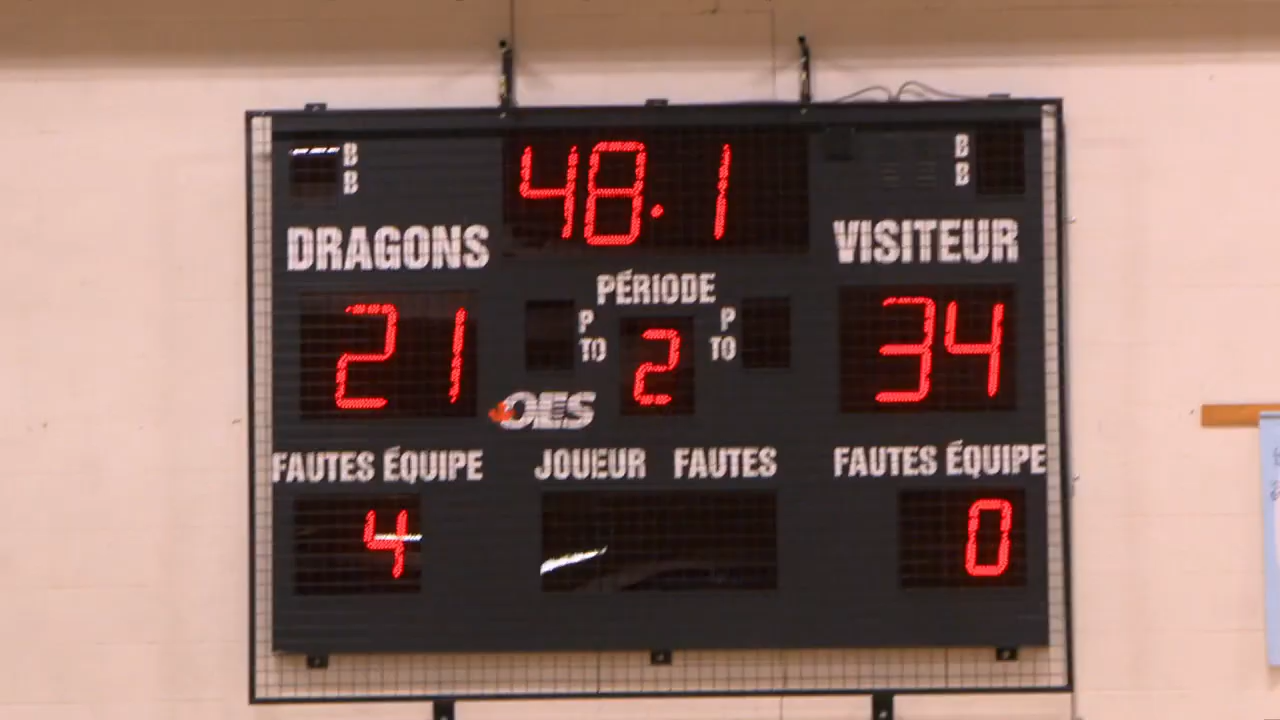 B
B
48.1
B
B
DRAGONS
VISITEUR
PÉRIODE
21
P
TO
2
P
TO
34
OES
FAUTES ÉQUIPE
JOUEUR FAUTES
FAUTES ÉQUIPE
4
0